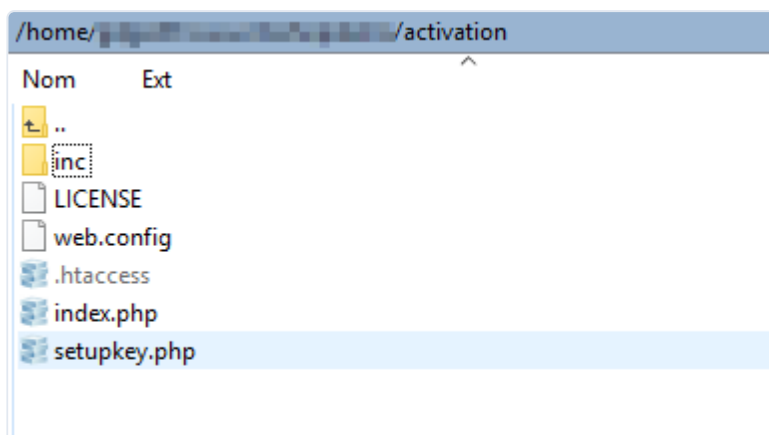 /home/ /activation
Nom Ext
..
inc
LICENSE
web.config
.htaccess
index.php
setupkey.php